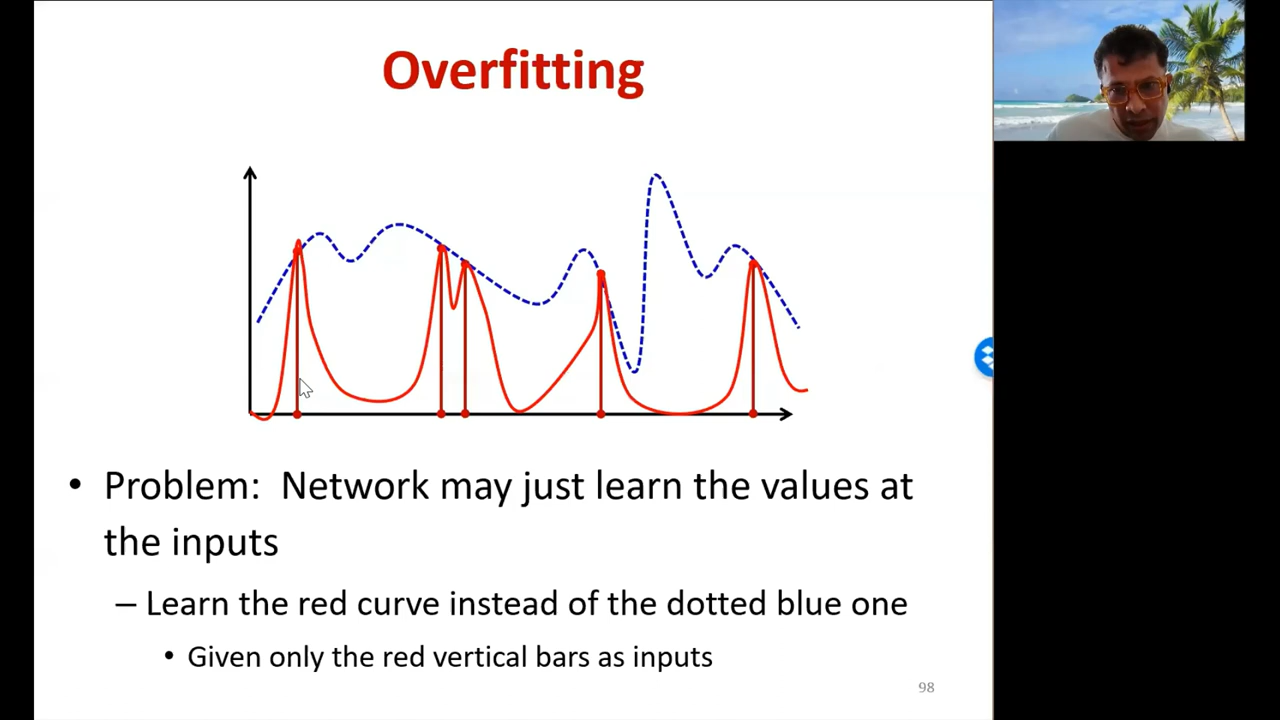 Overfitting
• Problem: Network may just learn the values at
the inputs
– Learn the red curve instead of the dotted blue one
• Given only the red vertical bars as inputs
98